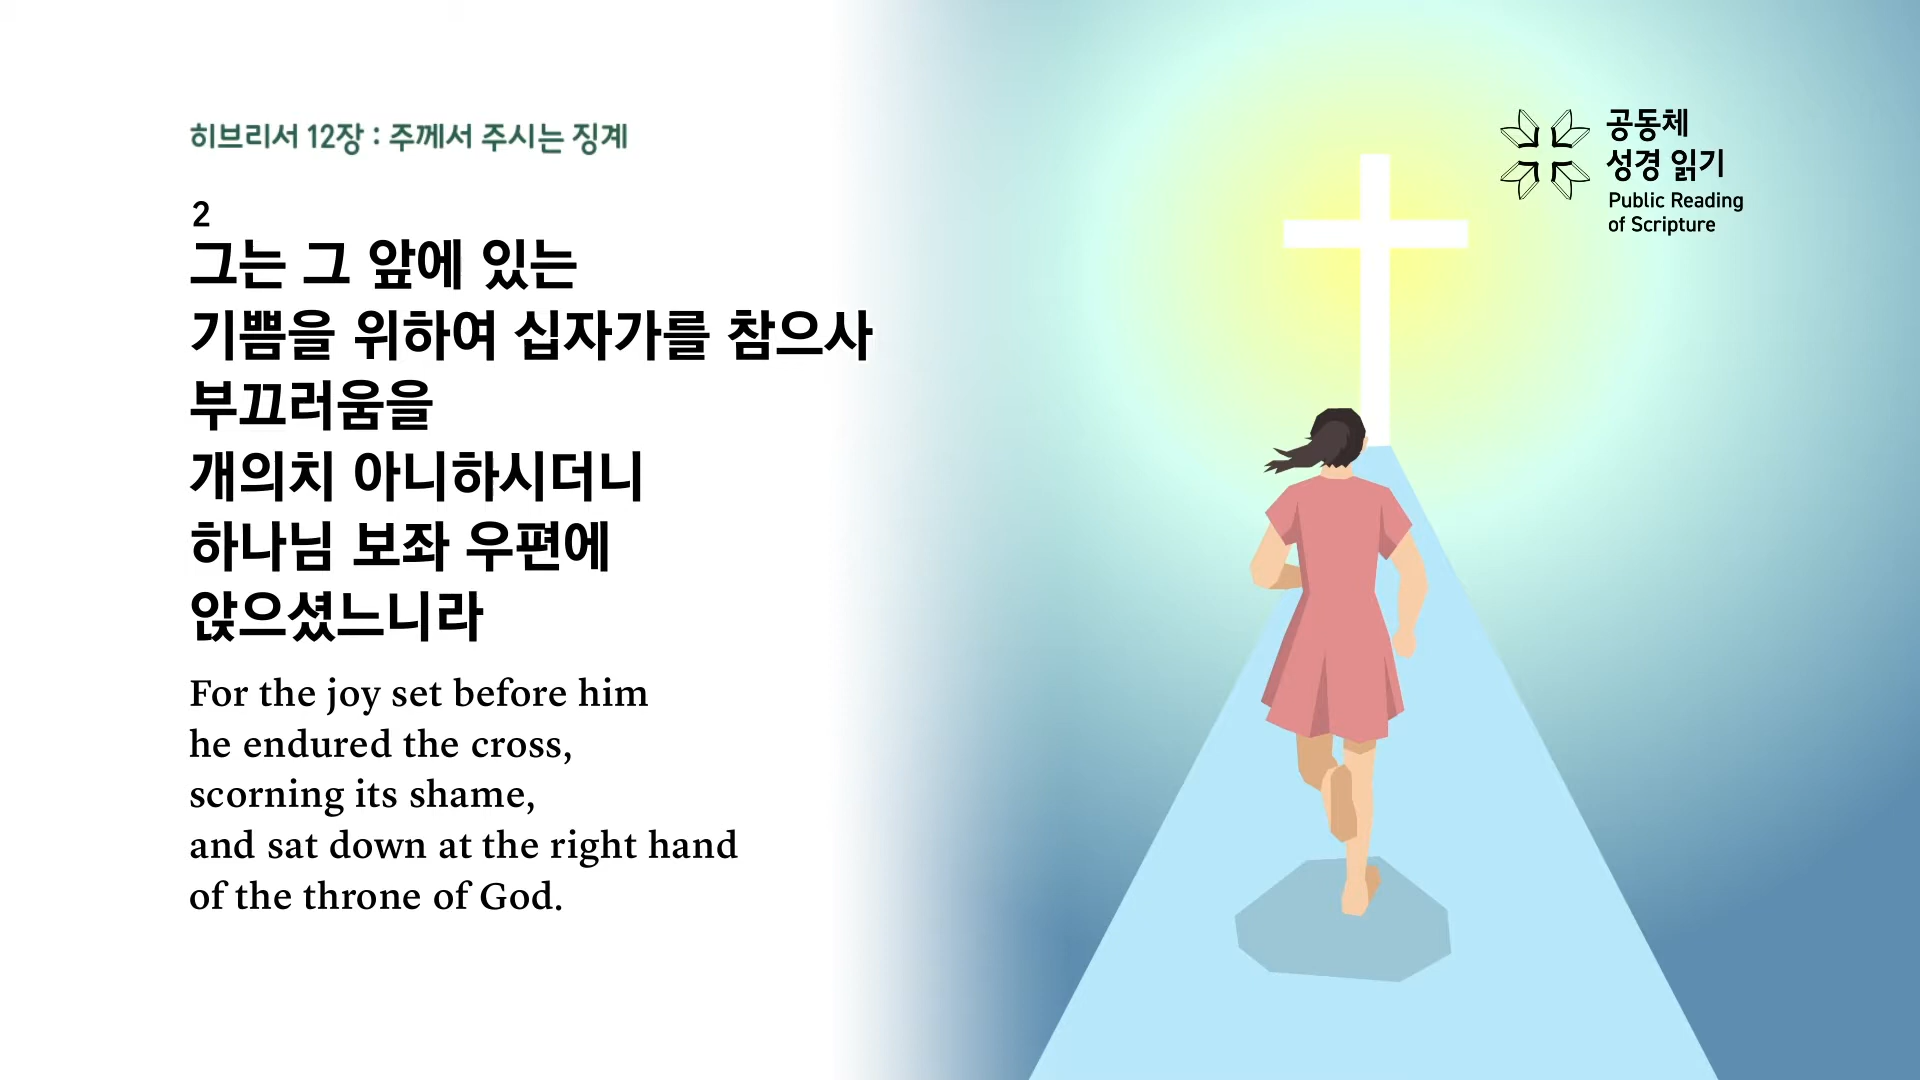 히브리서 12장 : 주께서 주시는 징계
2
그는 그 앞에 있는
기쁨을 위하여 십자가를 참으사
부끄러움을
개의치 아니하시더니
하나님 보좌 우편에
앉으셨느니라
For the joy set before him
he endured the cross,
scorning its shame,
and sat down at the right hand
of the throne of God.
공동체
성경 읽기
Public Reading
of Scripture